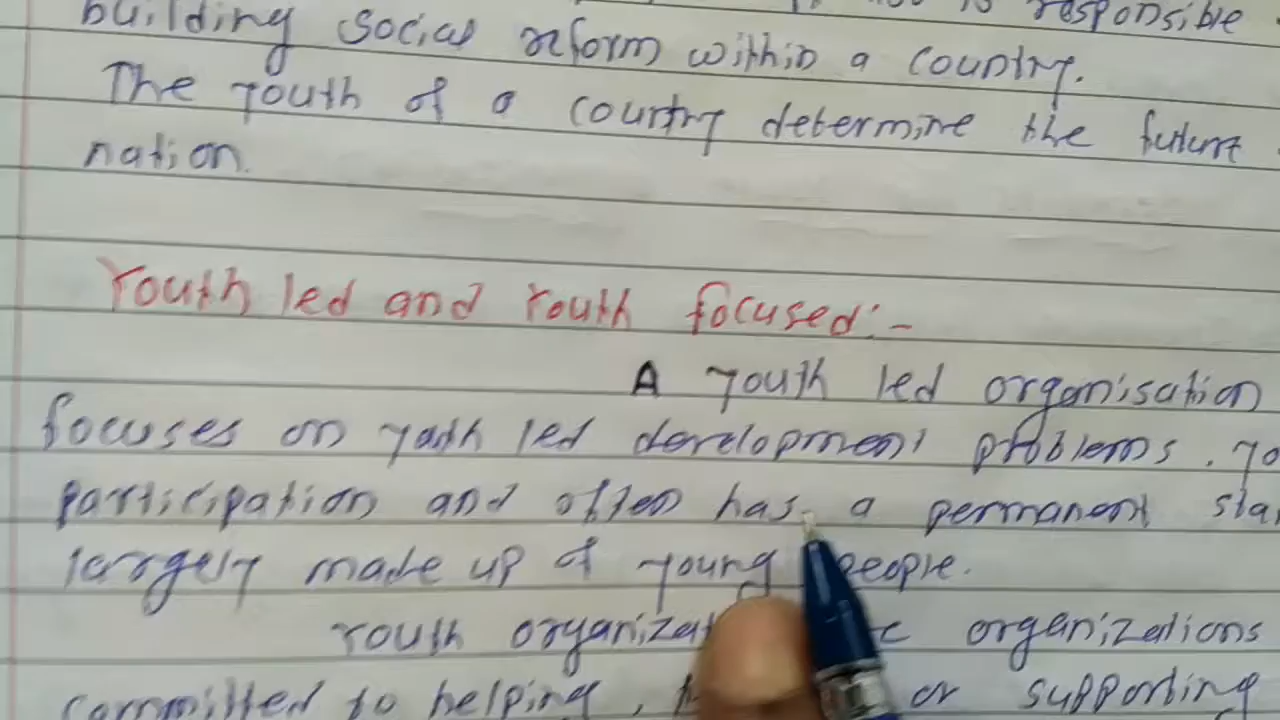 building social reform within a country.
The youth of a country determine the future
nation.
Youth led and Youth focused:-
A youth led organisation
focuses on youth led development problems. yo
participation and often has a permanent sta
largely made up of young people.
Youth organizat organizations
committed to helping, or supporting